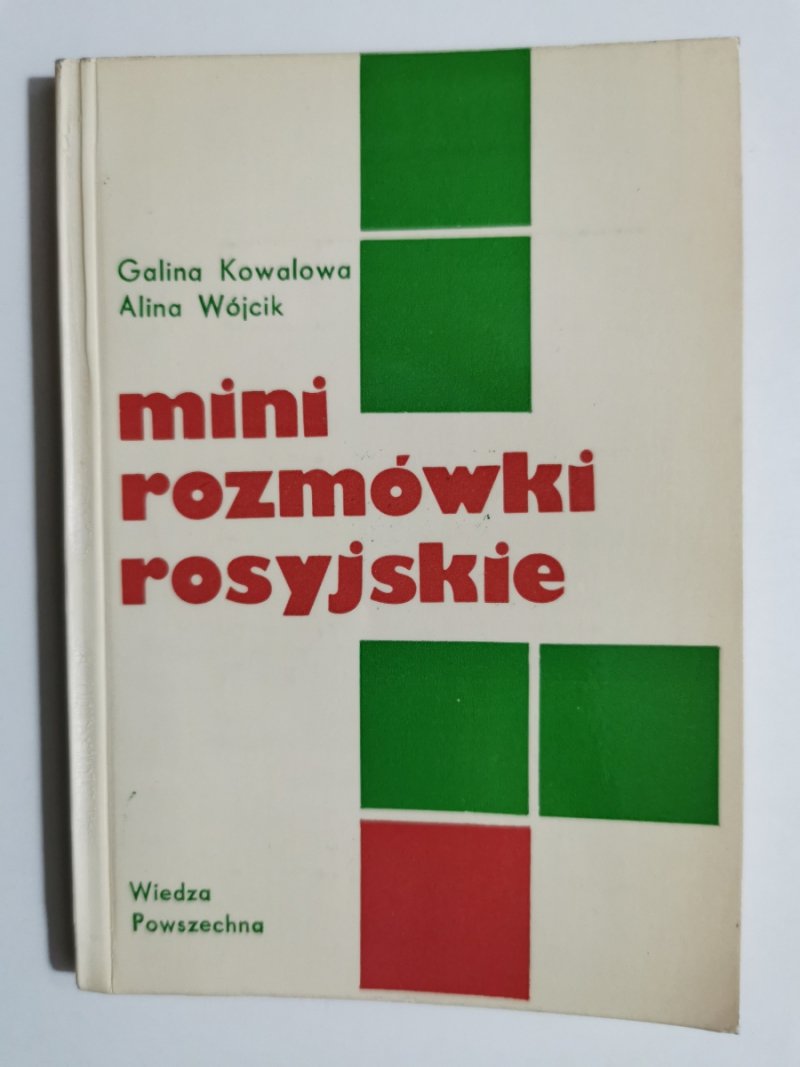 Galina Kowalowa
Alina Wójcik
mini
rozmówki
rosyjskie
Wiedza
Powszechna